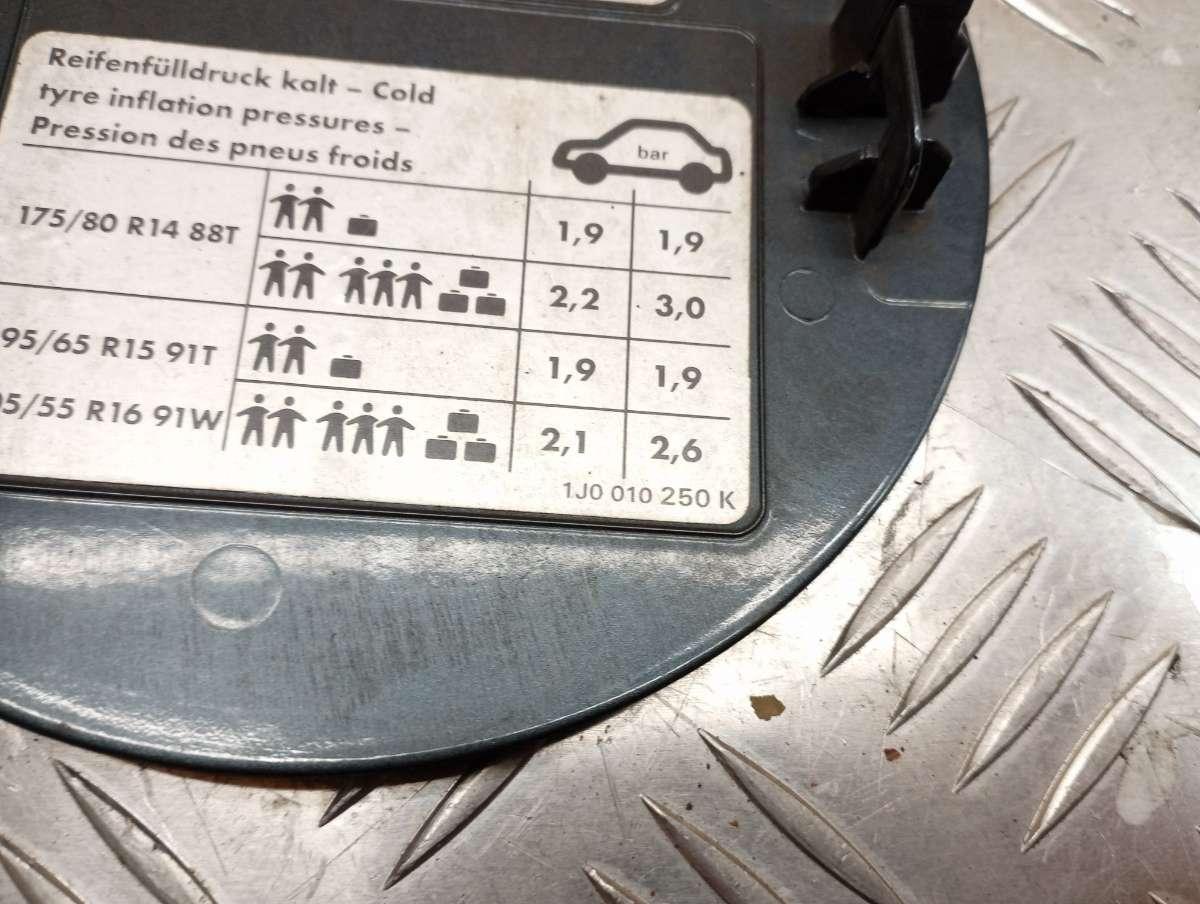 Reifenfülldruck kalt – Cold
tyre inflation pressures –
Pression des pneus froids
bar
175/80 R14 88T
1,9 1,9
2,2 3,0
95/65 R15 91T
1,9 1,9
5/55 R16 91W
2,1 2,6
1J0 010 250 K